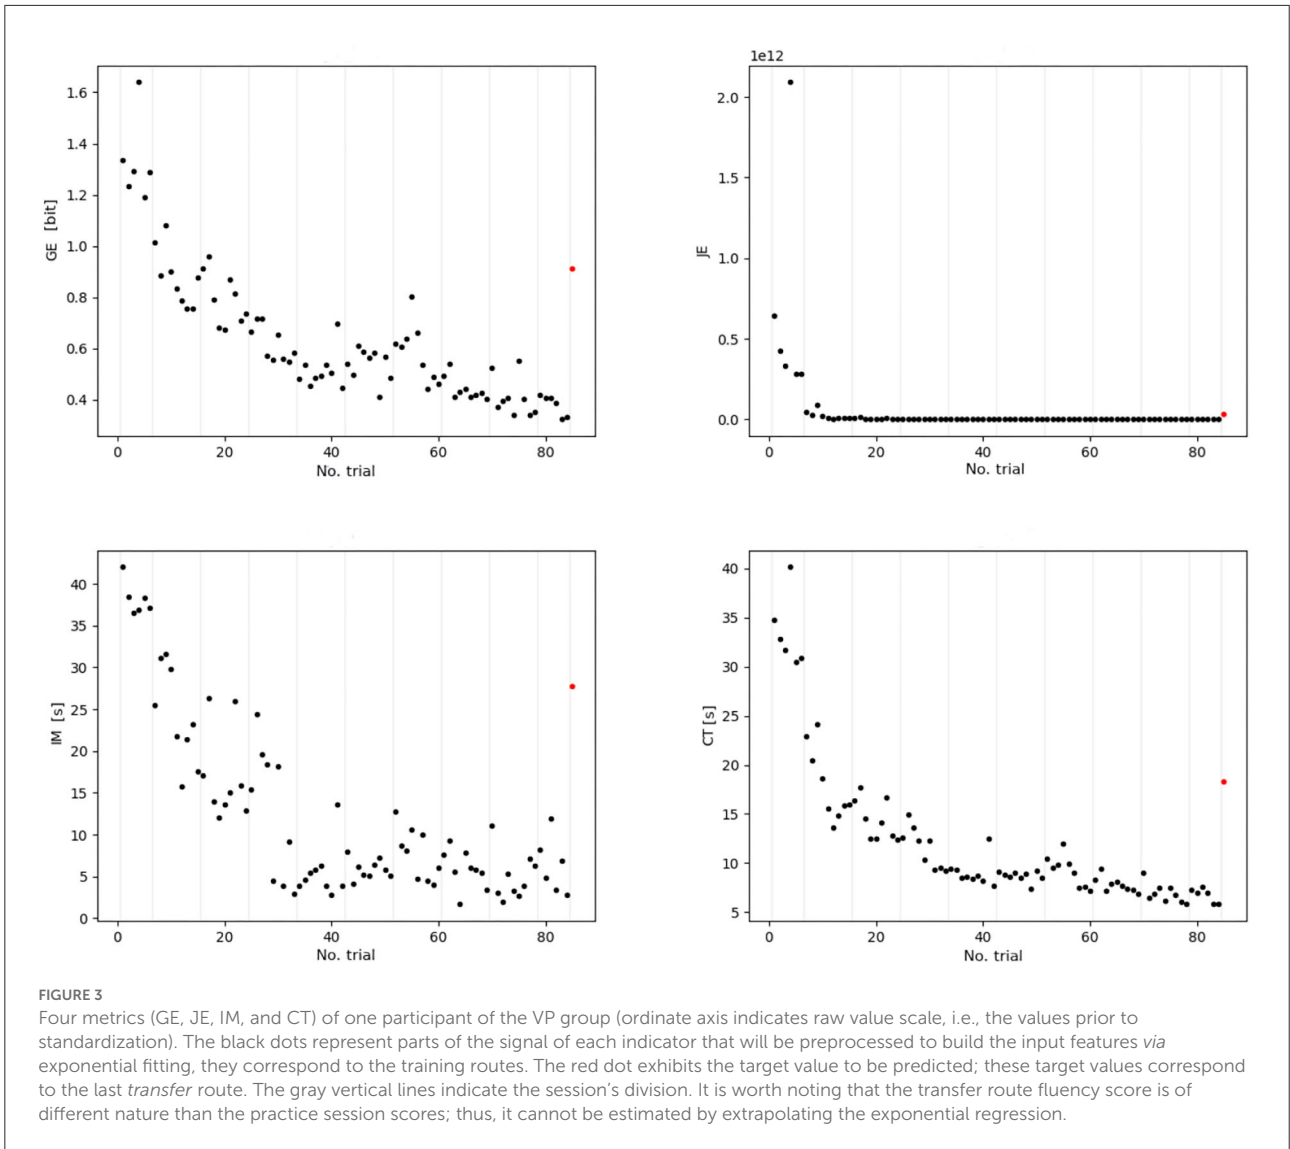 1.6
1.4
1.2
1.0
0.8
0.6
0.4
GE [bit]
0 20 40 60 80
No. trial
1e12
2.0
1.5
1.0
0.5
0.0
JE
0 20 40 60 80
No. trial
40
35
30
25
20
15
10
5
0
IM [s]
0 20 40 60 80
No. trial
40
35
30
25
20
15
10
5
CT [s]
0 20 40 60 80
No. trial
FIGURE 3
Four metrics (GE, JE, IM, and CT) of one participant of the VP group (ordinate axis indicates raw value scale, i.e., the values prior to
standardization). The black dots represent parts of the signal of each indicator that will be preprocessed to build the input features via
exponential fitting, they correspond to the training routes. The red dot exhibits the target value to be predicted; these target values correspond
to the last transfer route. The gray vertical lines indicate the session's division. It is worth noting that the transfer route fluency score is of
different nature than the practice session scores; thus, it cannot be estimated by extrapolating the exponential regression.